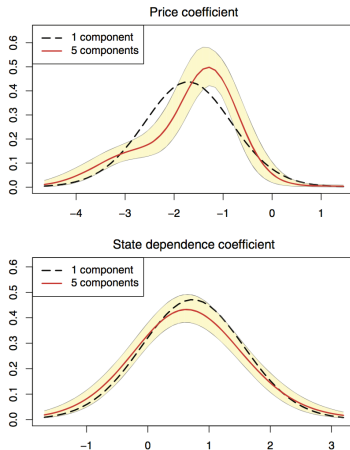 Price coefficient
1 component
5 components
0.0 0.1 0.2 0.3 0.4 0.5 0.6
−4 −3 −2 −1 0 1
State dependence coefficient
1 component
5 components
0.0 0.1 0.2 0.3 0.4 0.5 0.6
−1 0 1 2 3